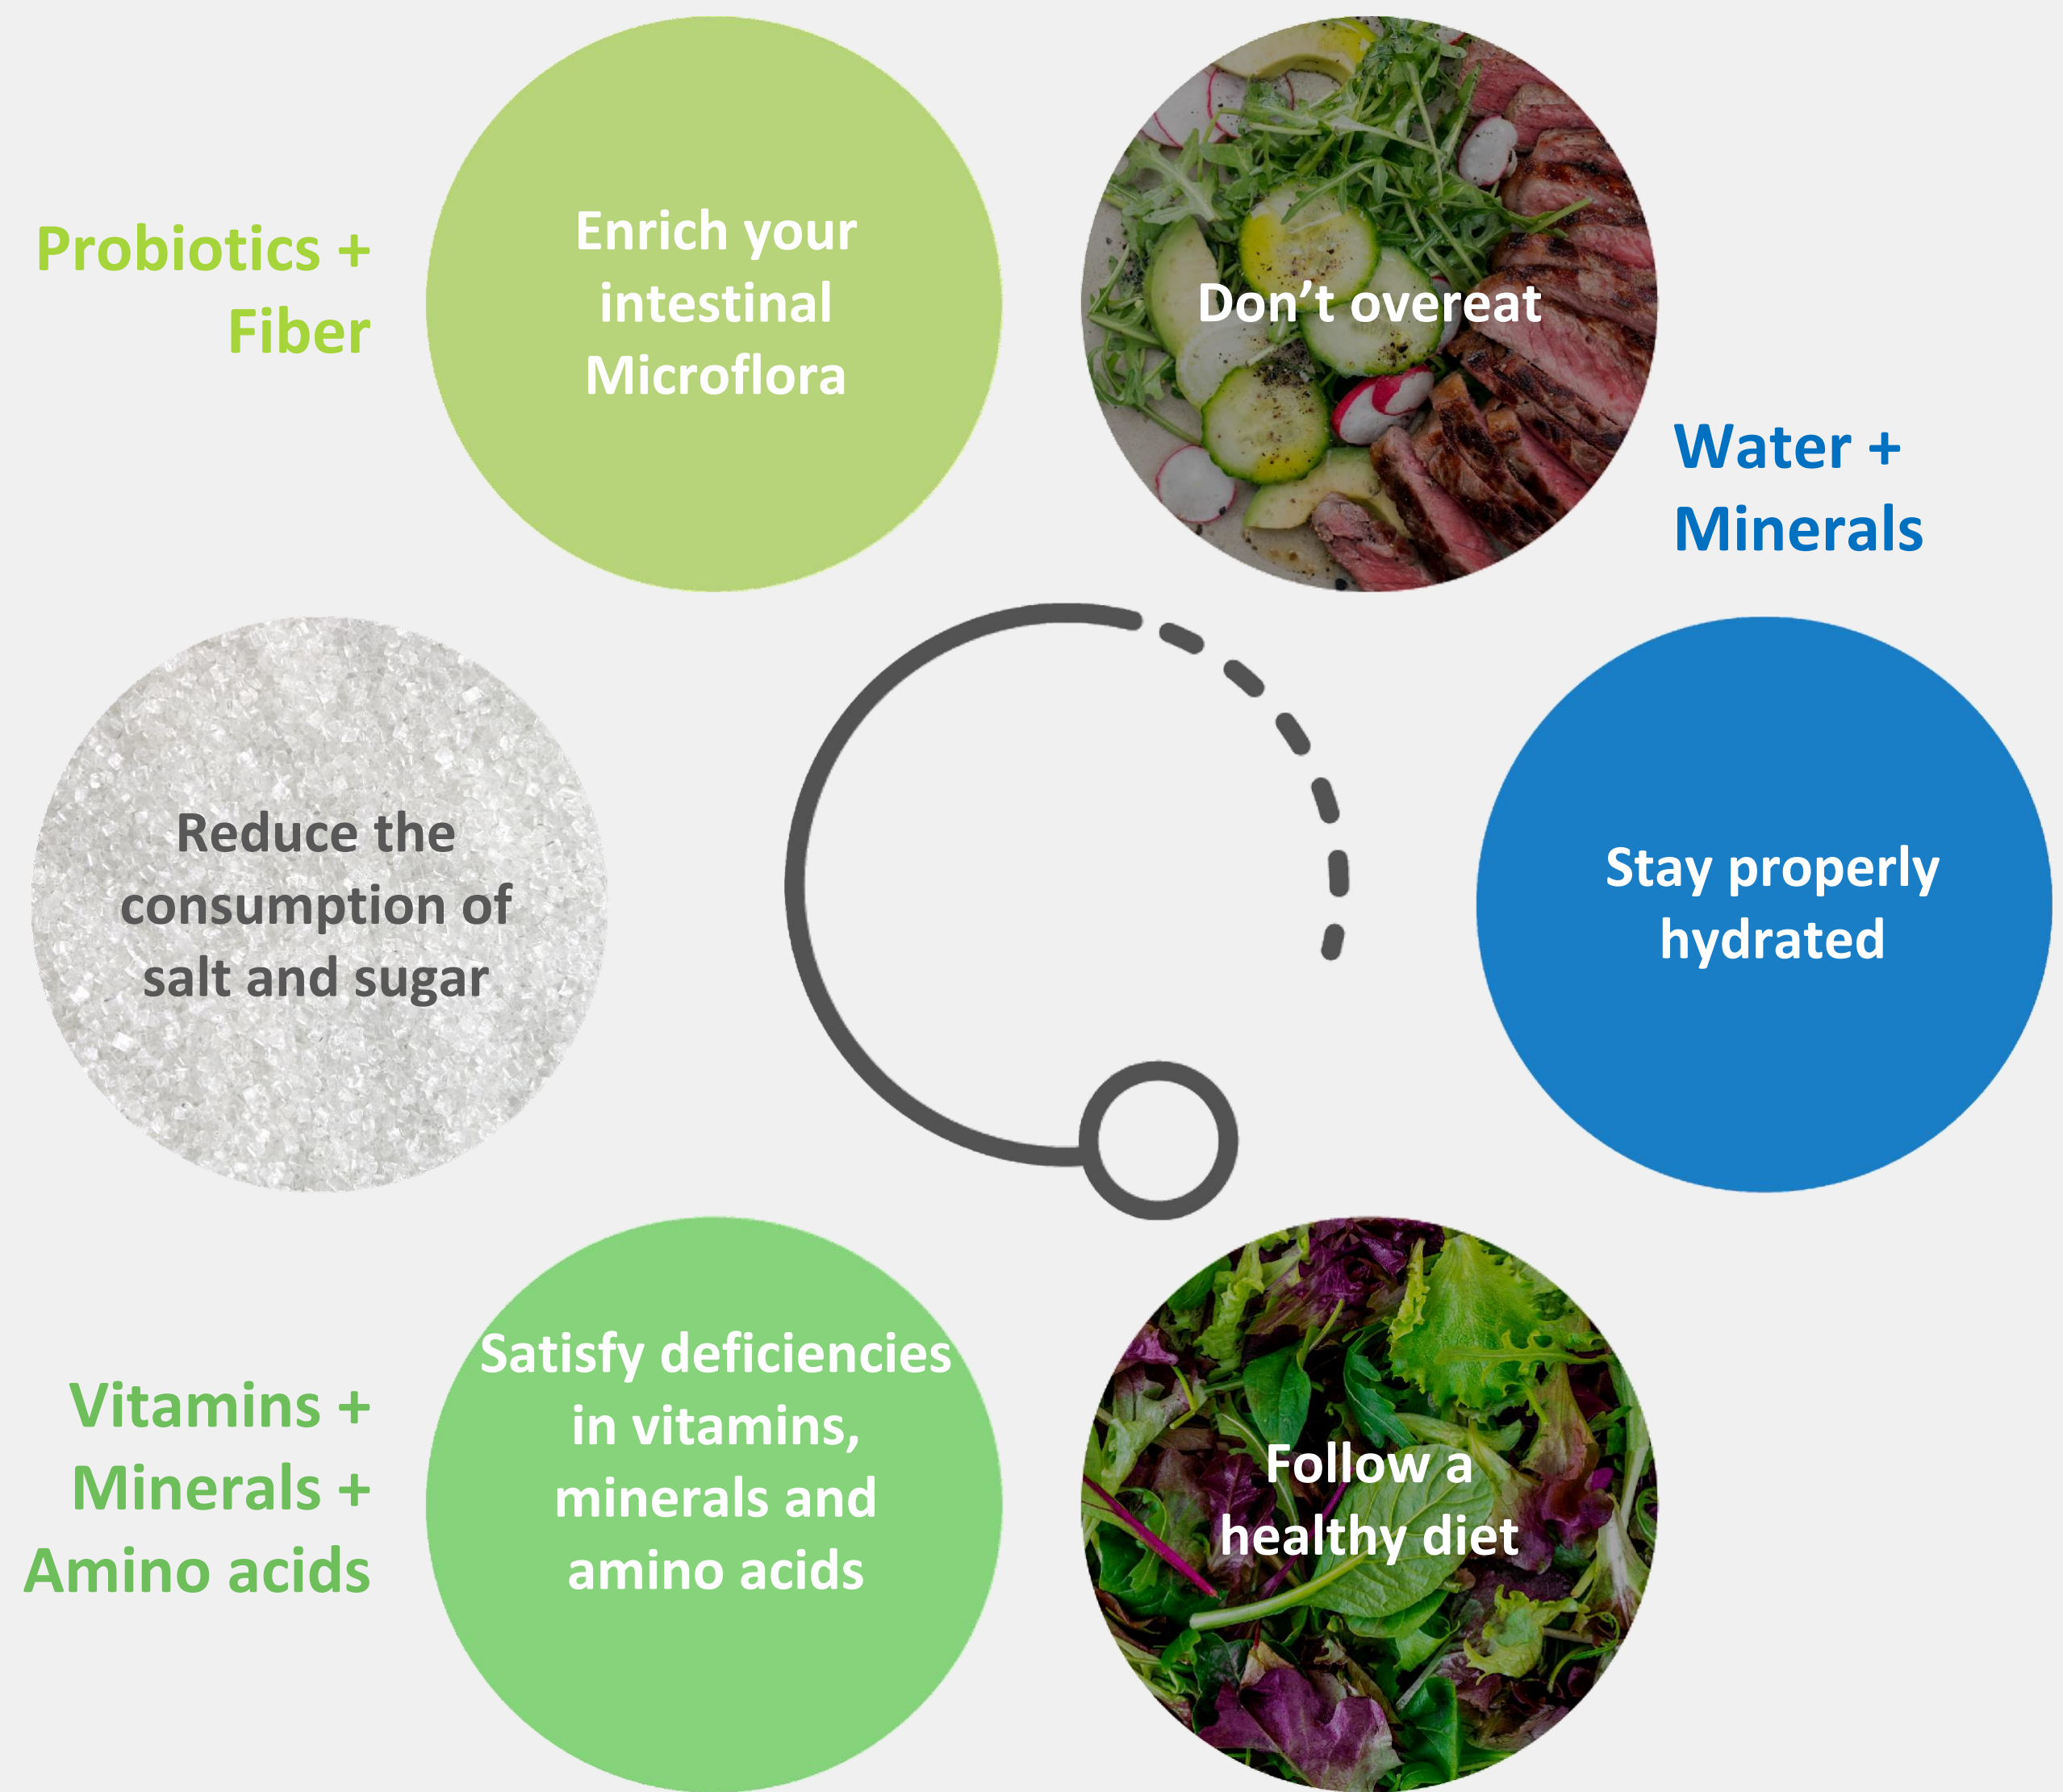 Probiotics +
Fiber
Enrich your
intestinal
Microflora
Don’t overeat
Water +
Minerals
Reduce the
consumption of
salt and sugar
Stay properly
hydrated
Vitamins +
Minerals +
Amino acids
Satisfy deficiencies
in vitamins,
minerals and
amino acids
Follow a
healthy diet